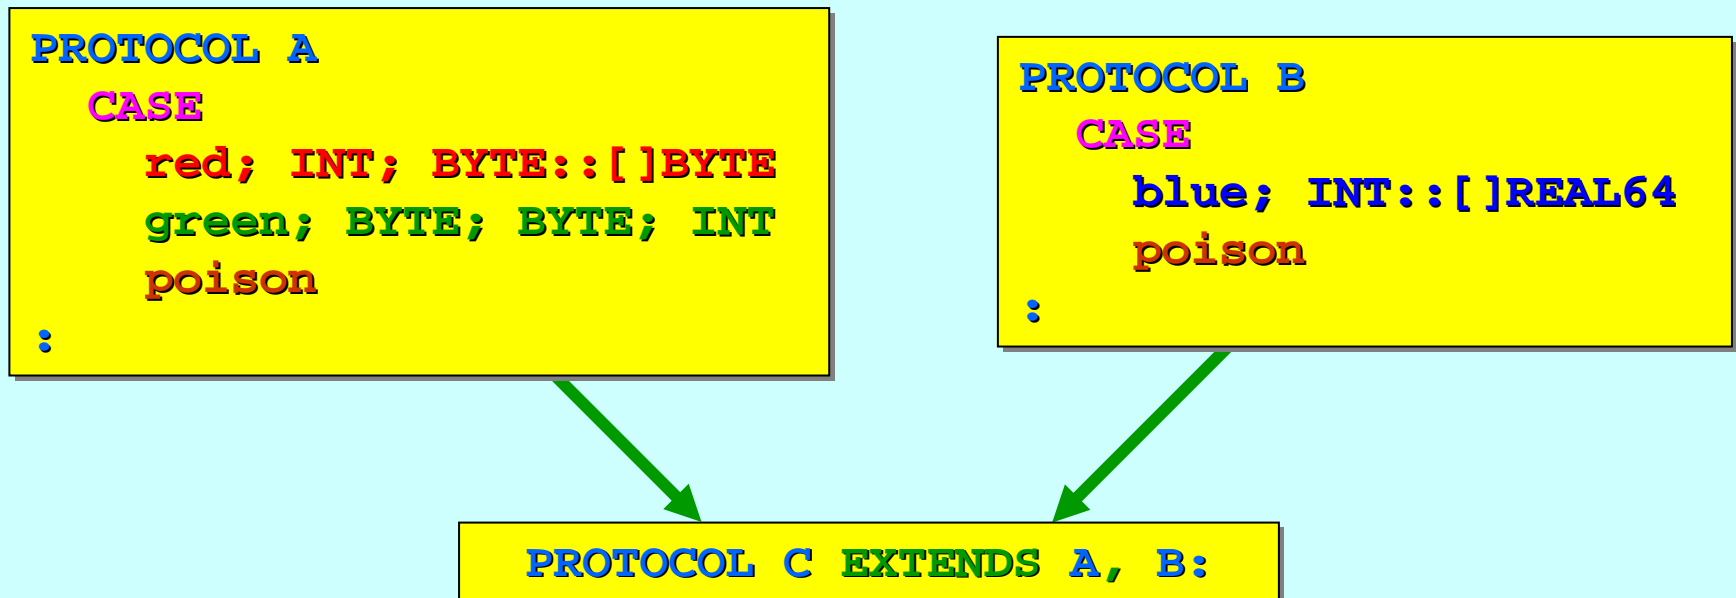 PROTOCOL A
CASE
red; INT; BYTE::[]BYTE
green; BYTE; BYTE; INT
poison
:
PROTOCOL B
CASE
blue; INT::[]REAL64
poison
:
PROTOCOL C EXTENDS A, B: